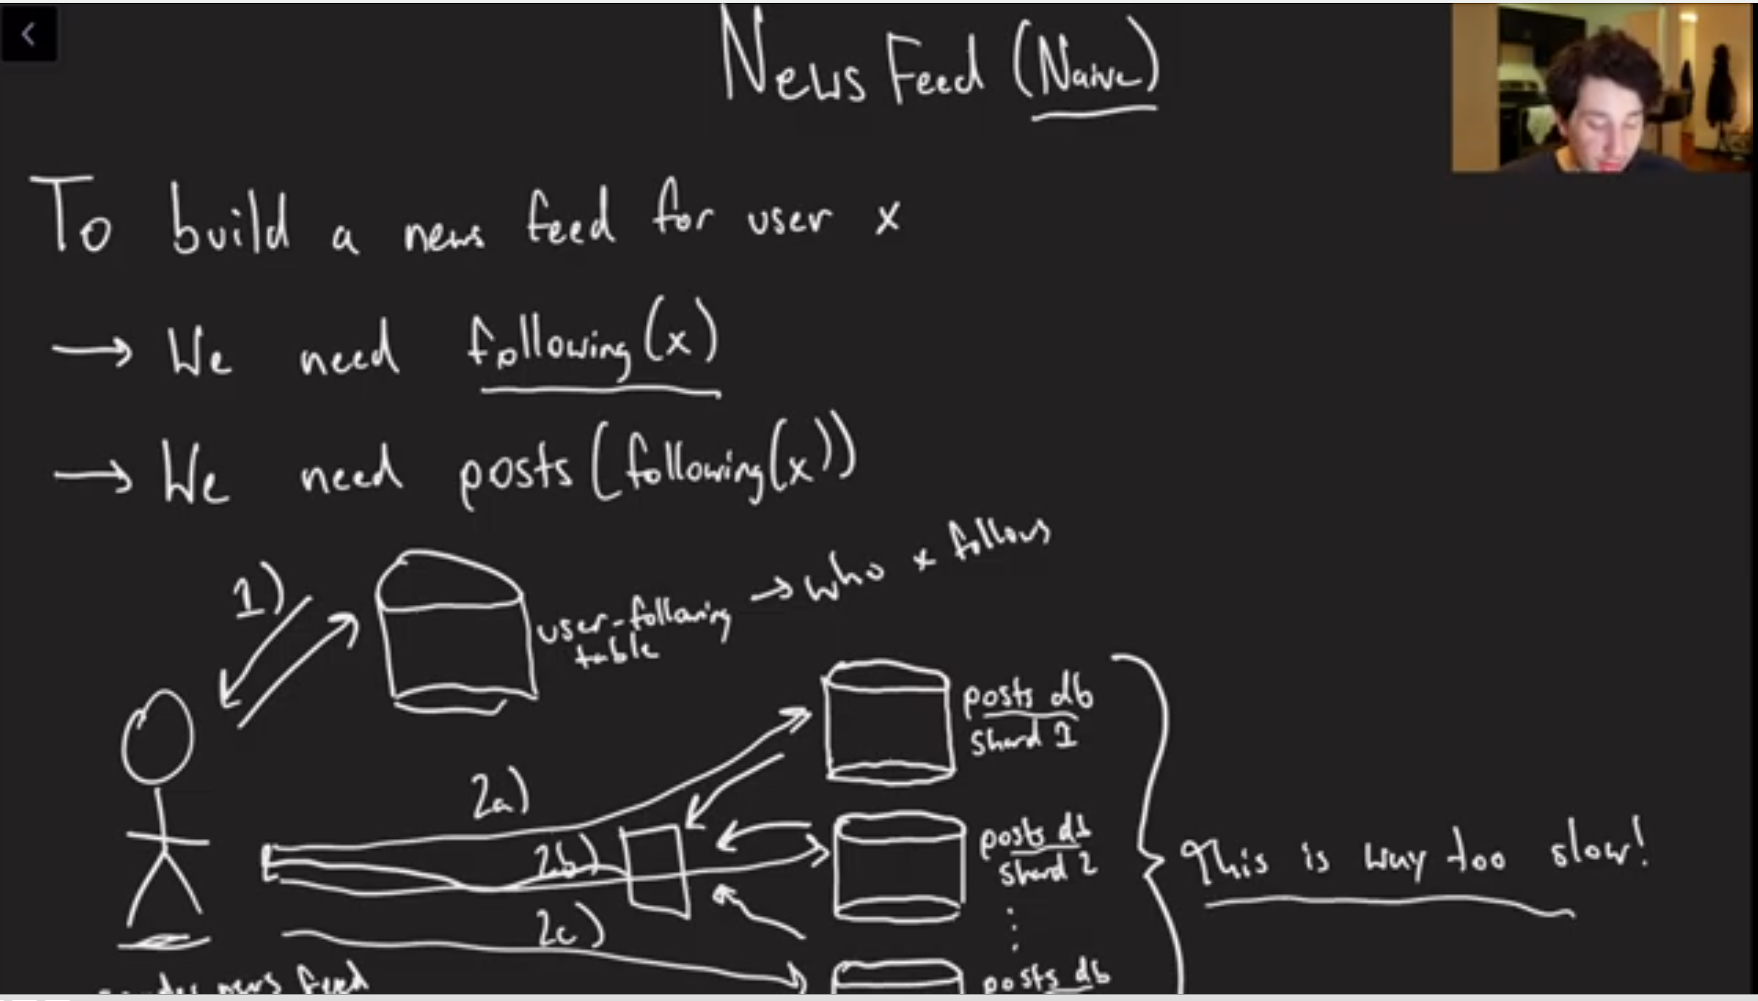 News Feed (Naive)
To build a news feed for user x
→ We need following(x)
→ We need posts(following(x))
1)
user-following
table
→ who x follows
posts db
shard 1
2a)
2b)
posts db
shard 2
This is way too slow!
2c)
posts db
news feed